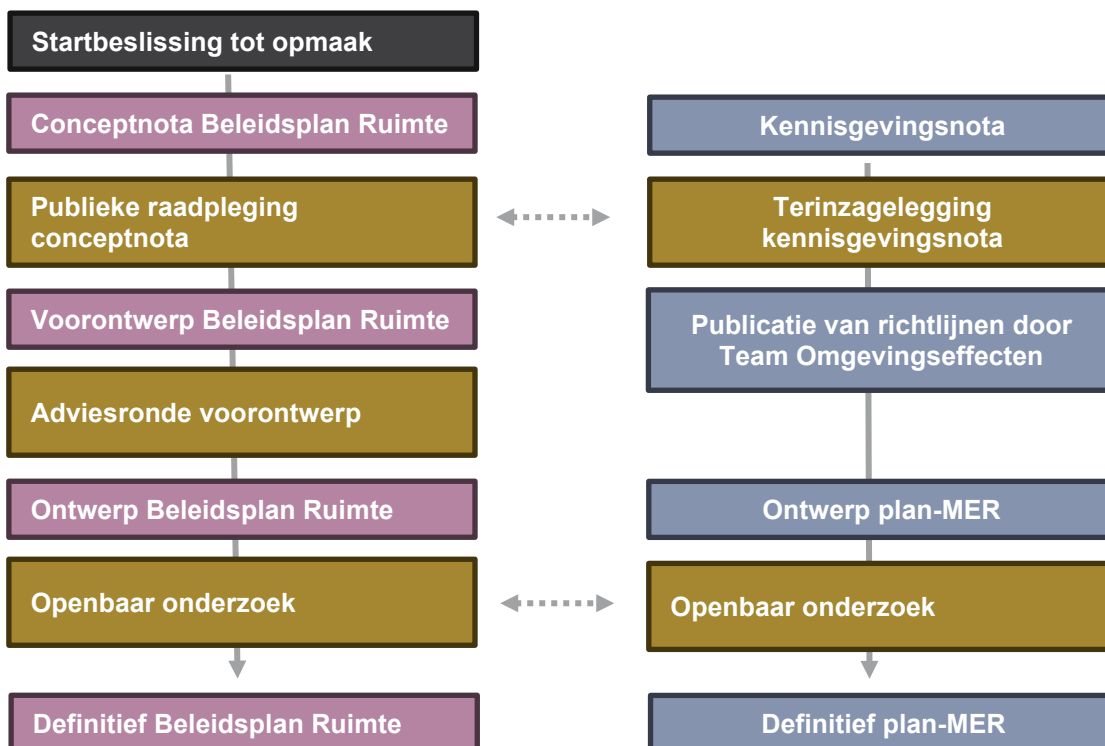 Startbeslissing tot opmaak
Conceptnota Beleidsplan Ruimte
Publieke raadpleging
conceptnota
Voorontwerp Beleidsplan Ruimte
Adviesronde voorontwerp
Ontwerp Beleidsplan Ruimte
Openbaar onderzoek
Definitief Beleidsplan Ruimte
Kennisgevingsnota
Terinzagelegging
kennisgevingsnota
Publicatie van richtlijnen door
Team Omgevingseffecten
Ontwerp plan-MER
Openbaar onderzoek
Definitief plan-MER